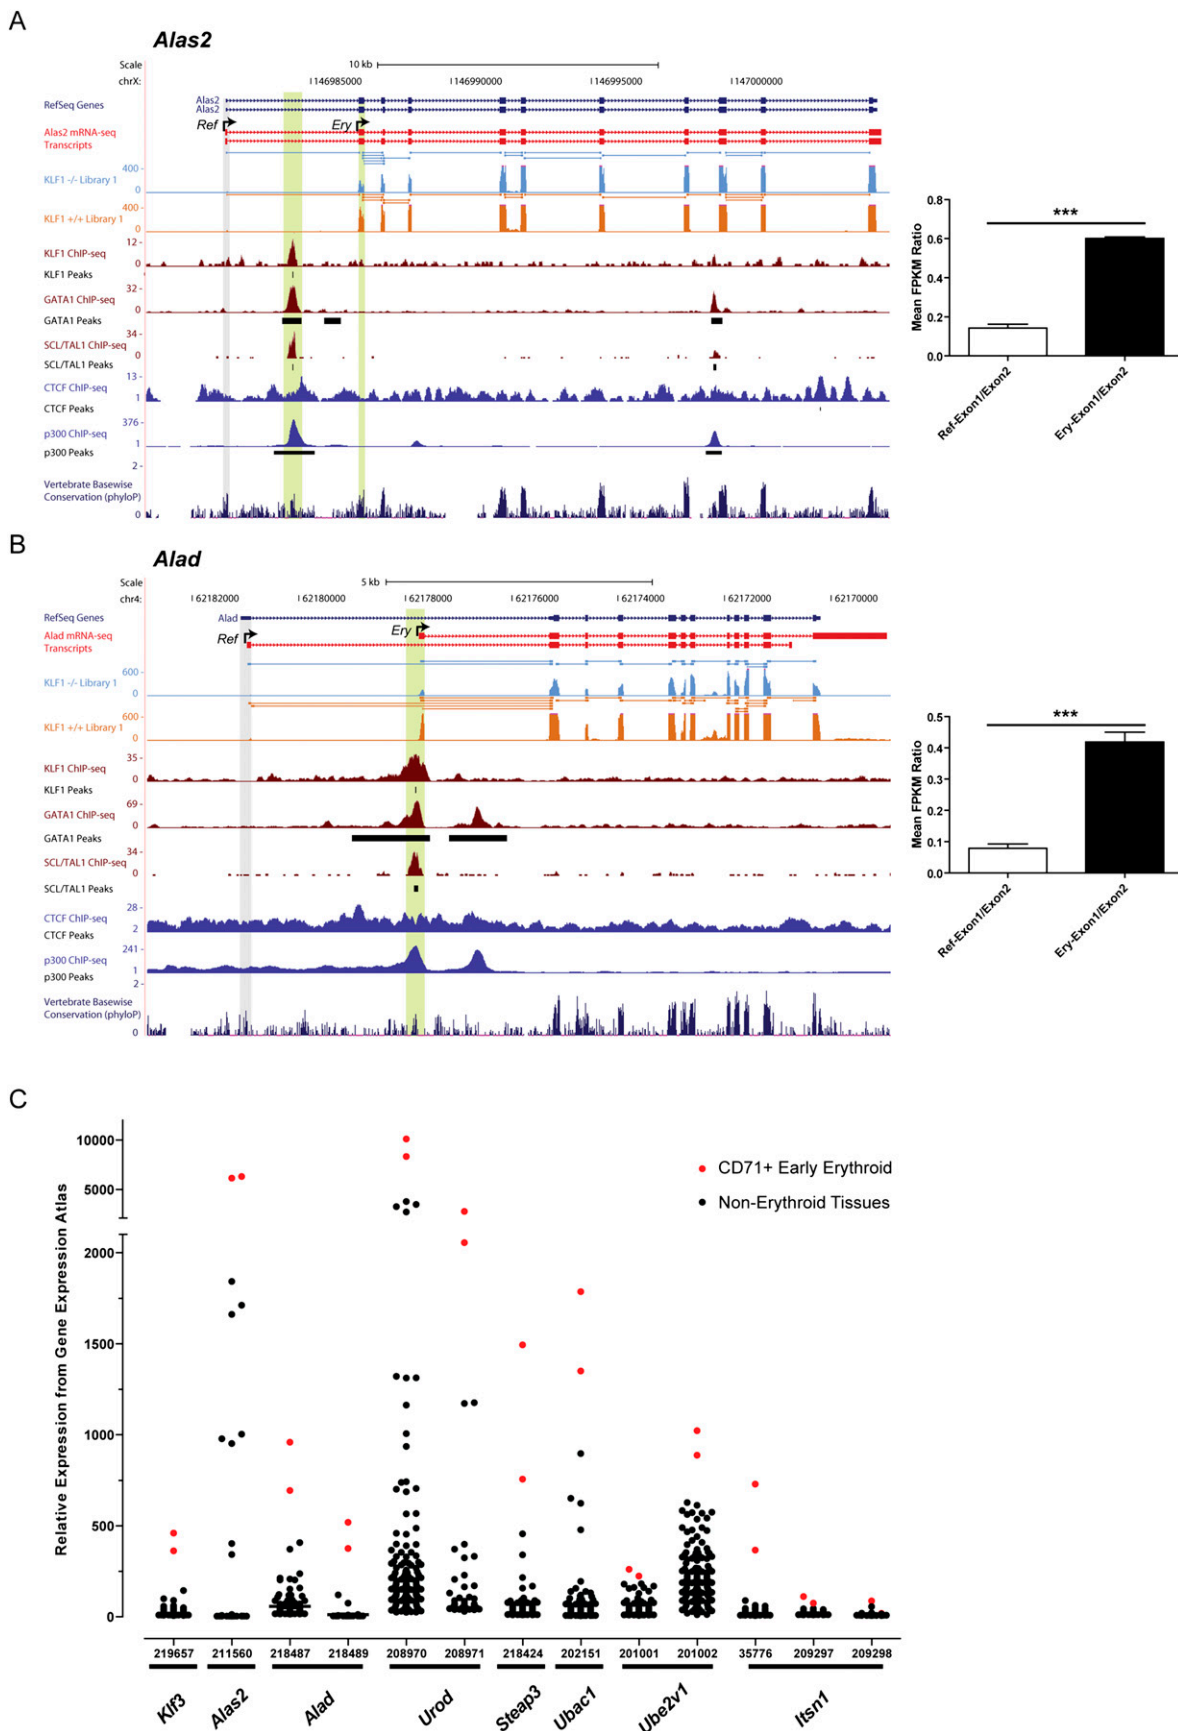 A
Alas2
Scale
10 kb
chrX:
146985000
146990000
146995000
147000000
RefSeq Genes
Alas2
Alas2
Ref
Ery
Alas2 mRNA-seq
Transcripts
KLF1 -/- Library 1
400
0
KLF1 +/+ Library 1
400
0
KLF1 ChIP-seq
12
0
KLF1 Peaks
GATA1 ChIP-seq
32
0
GATA1 Peaks
SCL/TAL1 ChIP-seq
34
0
SCL/TAL1 Peaks
CTCF ChIP-seq
13
1
CTCF Peaks
p300 ChIP-seq
376
1
p300 Peaks
2
Vertebrate Basewise
Conservation (phyloP)
0
Mean FPKM Ratio
0.8
0.6
0.4
0.2
0.0
***
Ref-Exon1/Exon2
Ery-Exon1/Exon2
B
Alad
Scale
5 kb
chr4:
62182000
62180000
62178000
62176000
62174000
62172000
62170000
RefSeq Genes
Alad
Ref
Ery
Alad mRNA-seq
Transcripts
KLF1 -/- Library 1
600
0
KLF1 +/+ Library 1
600
0
KLF1 ChIP-seq
35
0
KLF1 Peaks
GATA1 ChIP-seq
69
0
GATA1 Peaks
SCL/TAL1 ChIP-seq
34
0
SCL/TAL1 Peaks
CTCF ChIP-seq
28
2
CTCF Peaks
p300 ChIP-seq
241
1
p300 Peaks
2
Vertebrate Basewise
Conservation (phyloP)
0
Mean FPKM Ratio
0.5
0.4
0.3
0.2
0.1
0.0
***
Ref-Exon1/Exon2
Ery-Exon1/Exon2
C
Relative Expression from Gene Expression Atlas
10000
5000
2000
1500
1000
500
0
CD71+ Early Erythroid
Non-Erythroid Tissues
219657 211560 218487 218489 208970 208971 218424 202151 201001 201002 35776 209297 209298
Klf3 Alas2 Alad Urod Steap3 Ubac1 Ube2v1 Itsn1